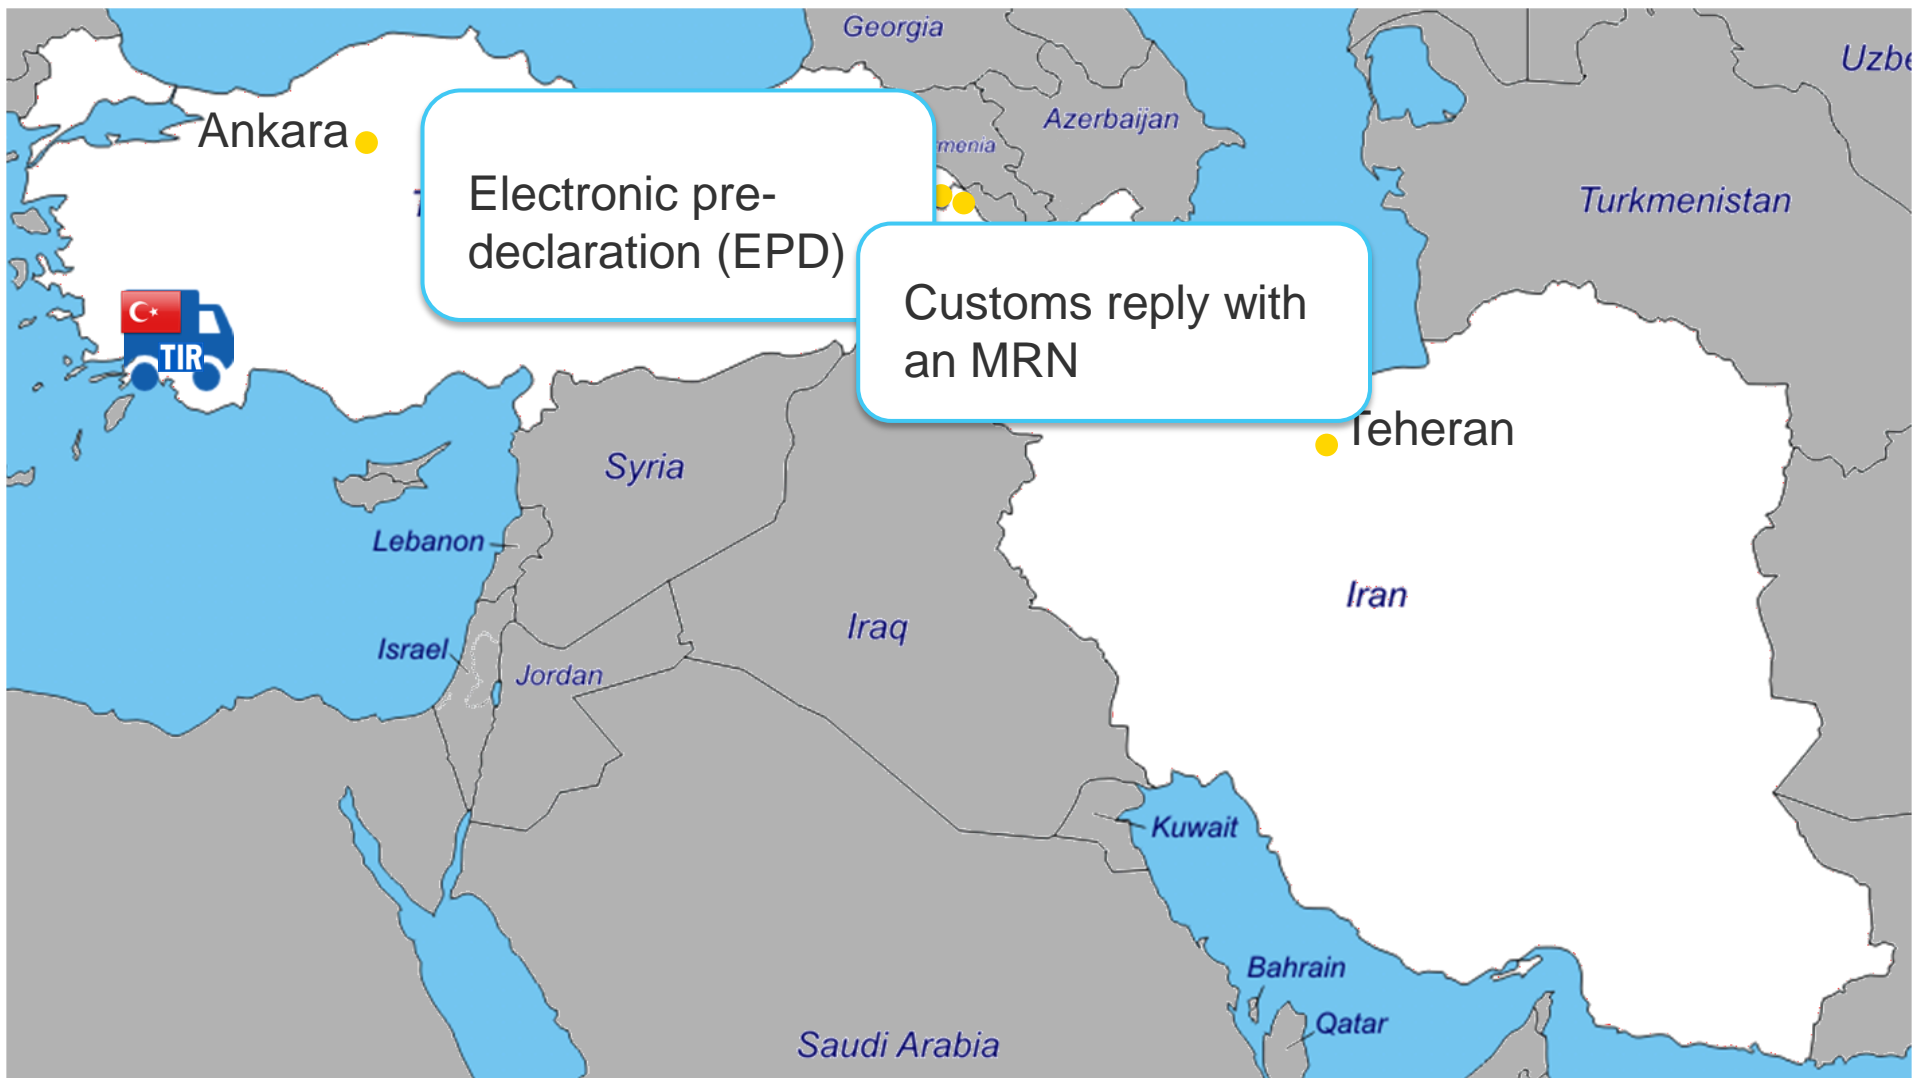 Georgia
Uzbe
Ankara
Azerbaijan
menia
Electronic pre-
declaration (EPD)
Turkmenistan
Customs reply with
an MRN
TIR
Teheran
Syria
Lebanon
Iran
Iraq
Israel
Jordan
Kuwait
Bahrain
Qatar
Saudi Arabia